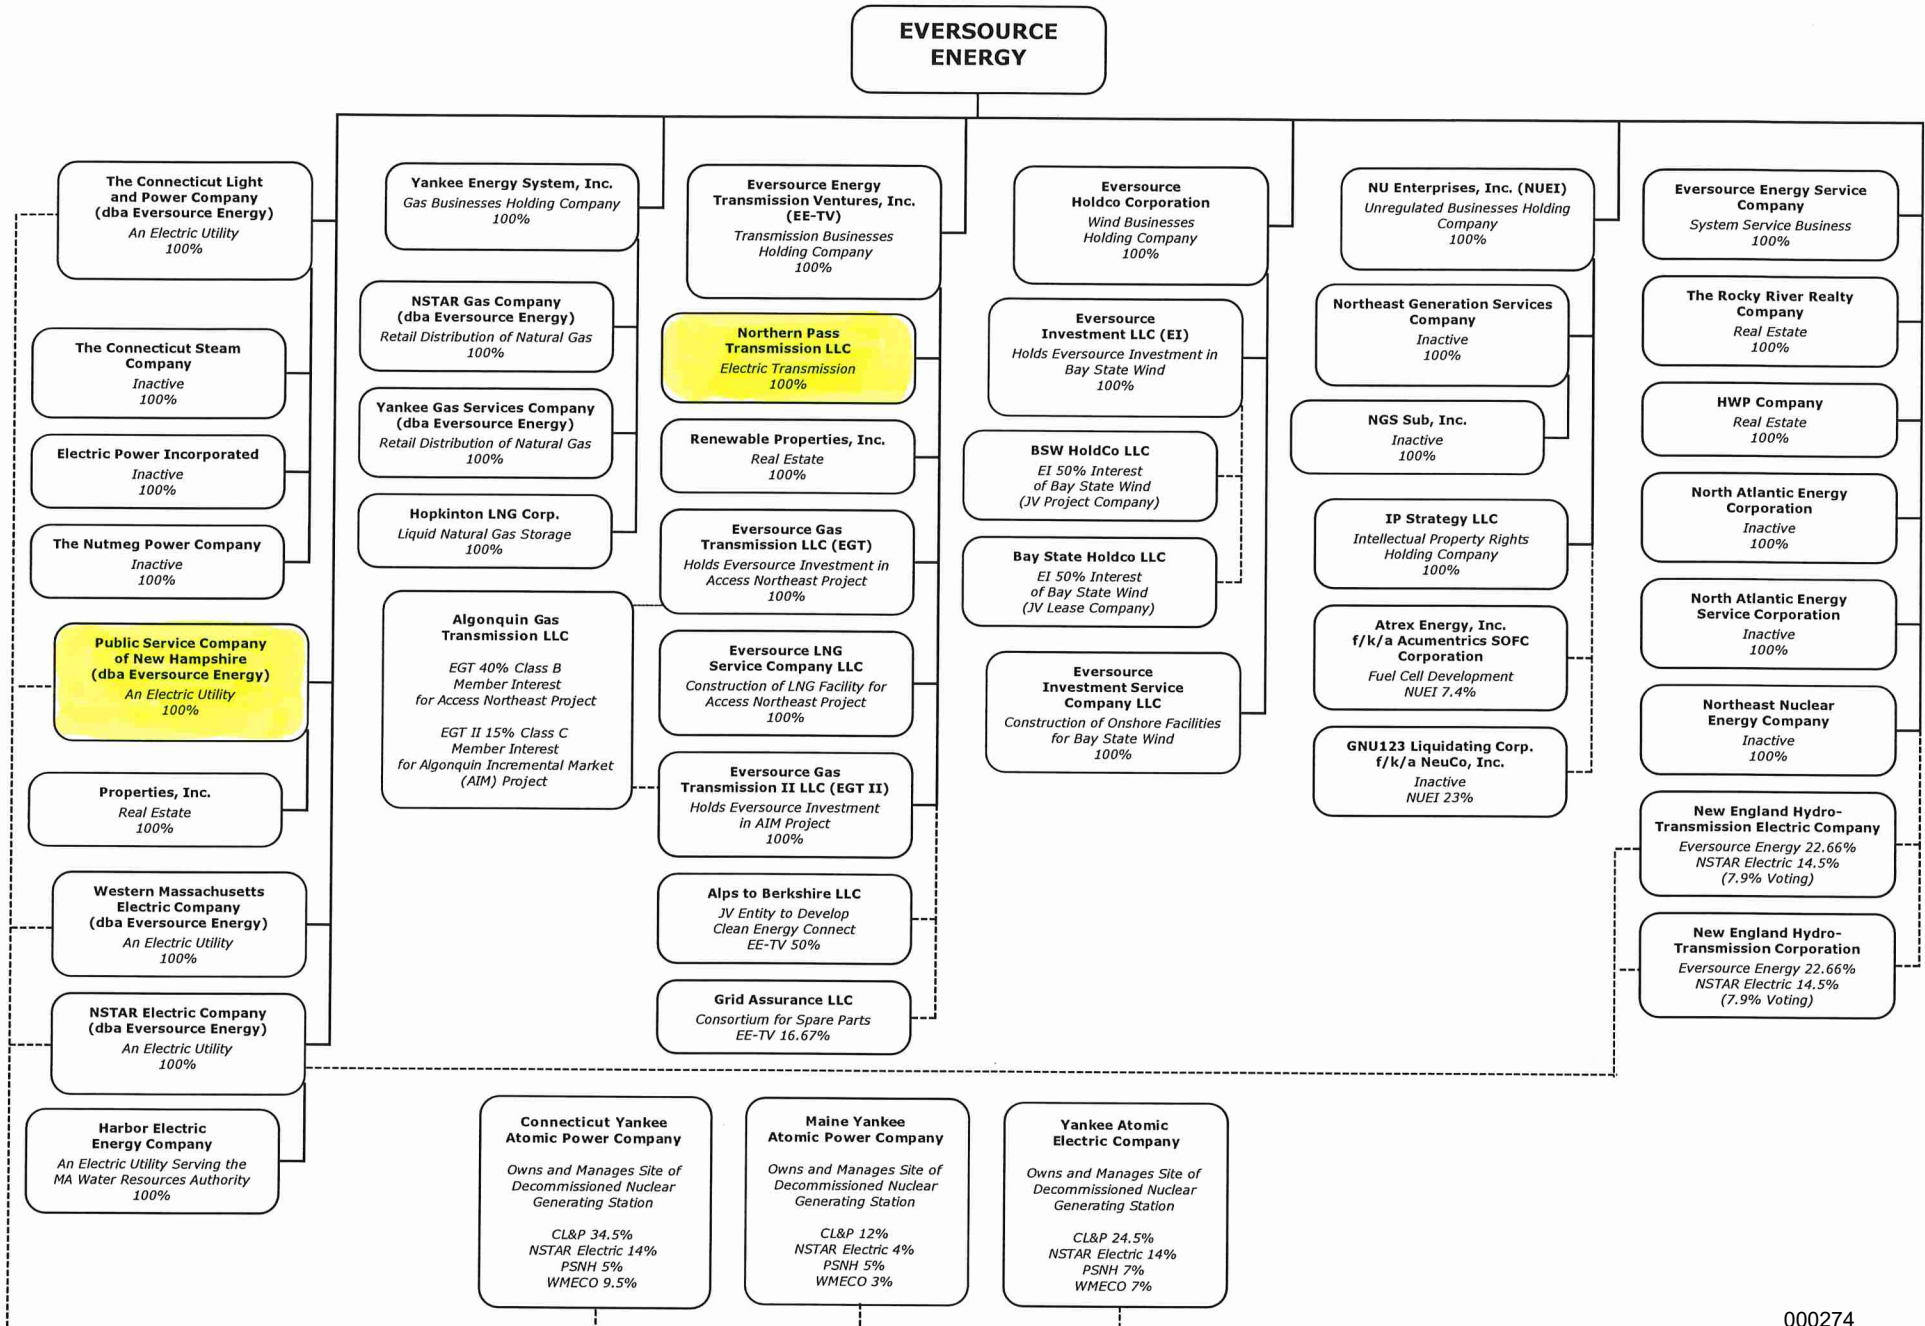 EVERSOURCE
ENERGY
The Connecticut Light
and Power Company
(dba Eversource Energy)
An Electric Utility
100%
The Connecticut Steam
Company
Inactive
100%
Electric Power Incorporated
Inactive
100%
The Nutmeg Power Company
Inactive
100%
Public Service Company
of New Hampshire
(dba Eversource Energy)
An Electric Utility
100%
Properties, Inc.
Real Estate
100%
Western Massachusetts
Electric Company
(dba Eversource Energy)
An Electric Utility
100%
NSTAR Electric Company
(dba Eversource Energy)
An Electric Utility
100%
Harbor Electric
Energy Company
An Electric Utility Serving the
MA Water Resources Authority
100%
Yankee Energy System, Inc.
Gas Businesses Holding Company
100%
NSTAR Gas Company
(dba Eversource Energy)
Retail Distribution of Natural Gas
100%
Yankee Gas Services Company
(dba Eversource Energy)
Retail Distribution of Natural Gas
100%
Hopkinton LNG Corp.
Liquid Natural Gas Storage
100%
Algonquin Gas
Transmission LLC
EGT 40% Class B
Member Interest
for Access Northeast Project
EGT II 15% Class C
Member Interest
for Algonquin Incremental Market
(AIM) Project
Eversource Energy
Transmission Ventures, Inc.
(EE-TV)
Transmission Businesses
Holding Company
100%
Northern Pass
Transmission LLC
Electric Transmission
100%
Renewable Properties, Inc.
Real Estate
100%
Eversource Gas
Transmission LLC (EGT)
Holds Eversource Investment in
Access Northeast Project
100%
Eversource LNG
Service Company LLC
Construction of LNG Facility for
Access Northeast Project
100%
Eversource Gas
Transmission II LLC (EGT II)
Holds Eversource Investment
in AIM Project
100%
Alps to Berkshire LLC
JV Entity to Develop
Clean Energy Connect
EE-TV 50%
Grid Assurance LLC
Consortium for Spare Parts
EE-TV 16.67%
Eversource
Holdco Corporation
Wind Businesses
Holding Company
100%
Eversource
Investment LLC (EI)
Holds Eversource Investment in
Bay State Wind
100%
BSW HoldCo LLC
EI 50% Interest
of Bay State Wind
(JV Project Company)
Bay State Holdco LLC
EI 50% Interest
of Bay State Wind
(JV Lease Company)
Eversource
Investment Service
Company LLC
Construction of Onshore Facilities
for Bay State Wind
100%
NU Enterprises, Inc. (NUEI)
Unregulated Businesses Holding
Company
100%
Northeast Generation Services
Company
Inactive
100%
NGS Sub, Inc.
Inactive
100%
IP Strategy LLC
Intellectual Property Rights
Holding Company
100%
Atrex Energy, Inc.
f/k/a Acumentrics SOFC
Corporation
Fuel Cell Development
NUEI 7.4%
GNU123 Liquidating Corp.
f/k/a NeuCo, Inc.
Inactive
NUEI 23%
Eversource Energy Service
Company
System Service Business
100%
The Rocky River Realty
Company
Real Estate
100%
HWP Company
Real Estate
100%
North Atlantic Energy
Corporation
Inactive
100%
North Atlantic Energy
Service Corporation
Inactive
100%
Northeast Nuclear
Energy Company
Inactive
100%
New England Hydro-
Transmission Electric Company
Eversource Energy 22.66%
NSTAR Electric 14.5%
(7.9% Voting)
New England Hydro-
Transmission Corporation
Eversource Energy 22.66%
NSTAR Electric 14.5%
(7.9% Voting)
Connecticut Yankee
Atomic Power Company
Owns and Manages Site of
Decommissioned Nuclear
Generating Station
CL&P 34.5%
NSTAR Electric 14%
PSNH 5%
WMECO 9.5%
Maine Yankee
Atomic Power Company
Owns and Manages Site of
Decommissioned Nuclear
Generating Station
CL&P 12%
NSTAR Electric 4%
PSNH 5%
WMECO 3%
Yankee Atomic
Electric Company
Owns and Manages Site of
Decommissioned Nuclear
Generating Station
CL&P 24.5%
NSTAR Electric 14%
PSNH 7%
WMECO 7%
000274